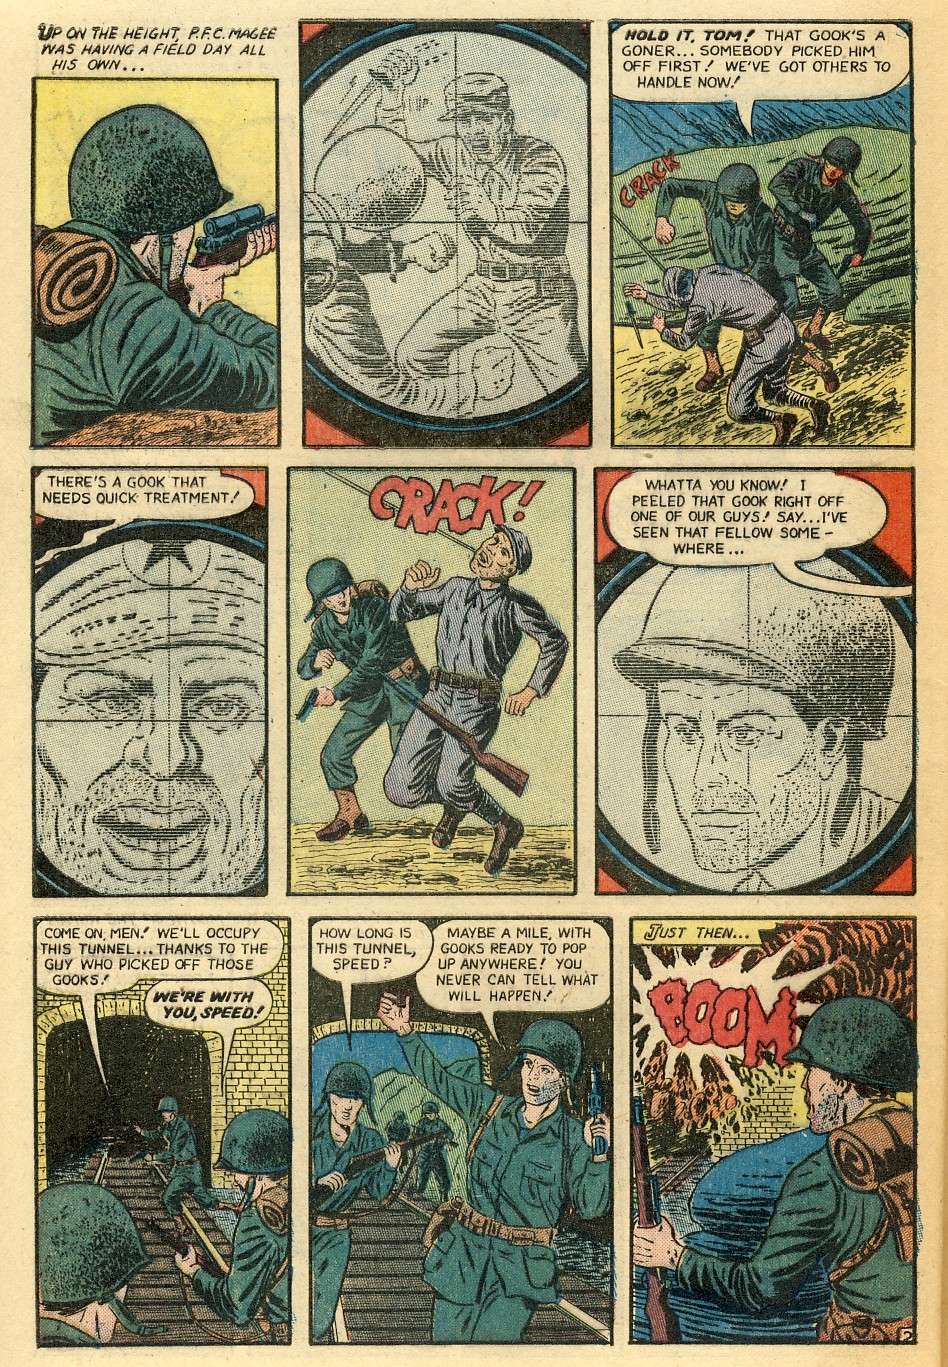 UP ON THE HEIGHT, P.F.C. MAGEE
WAS HAVING A FIELD DAY ALL
HIS OWN...
HOLD IT, TOM! THAT GOOK'S A
GONER... SOMEBODY PICKED HIM
OFF FIRST! WE'VE GOT OTHERS TO
HANDLE NOW!
CRACK
THERE'S A GOOK THAT
NEEDS QUICK TREATMENT!
CRACK!
WHATTA YOU KNOW! I
PEELED THAT GOOK RIGHT OFF
ONE OF OUR GUYS! SAY...I'VE
SEEN THAT FELLOW SOME-
WHERE...
COME ON, MEN! WE'LL OCCUPY
THIS TUNNEL...THANKS TO THE
GUY WHO PICKED OFF THOSE
GOOKS!
WE'RE WITH
YOU, SPEED!
HOW LONG IS
THIS TUNNEL,
SPEED?
MAYBE A MILE, WITH
GOOKS READY TO POP
UP ANYWHERE! YOU
NEVER CAN TELL WHAT
WILL HAPPEN!
JUST THEN...
BOOM
2